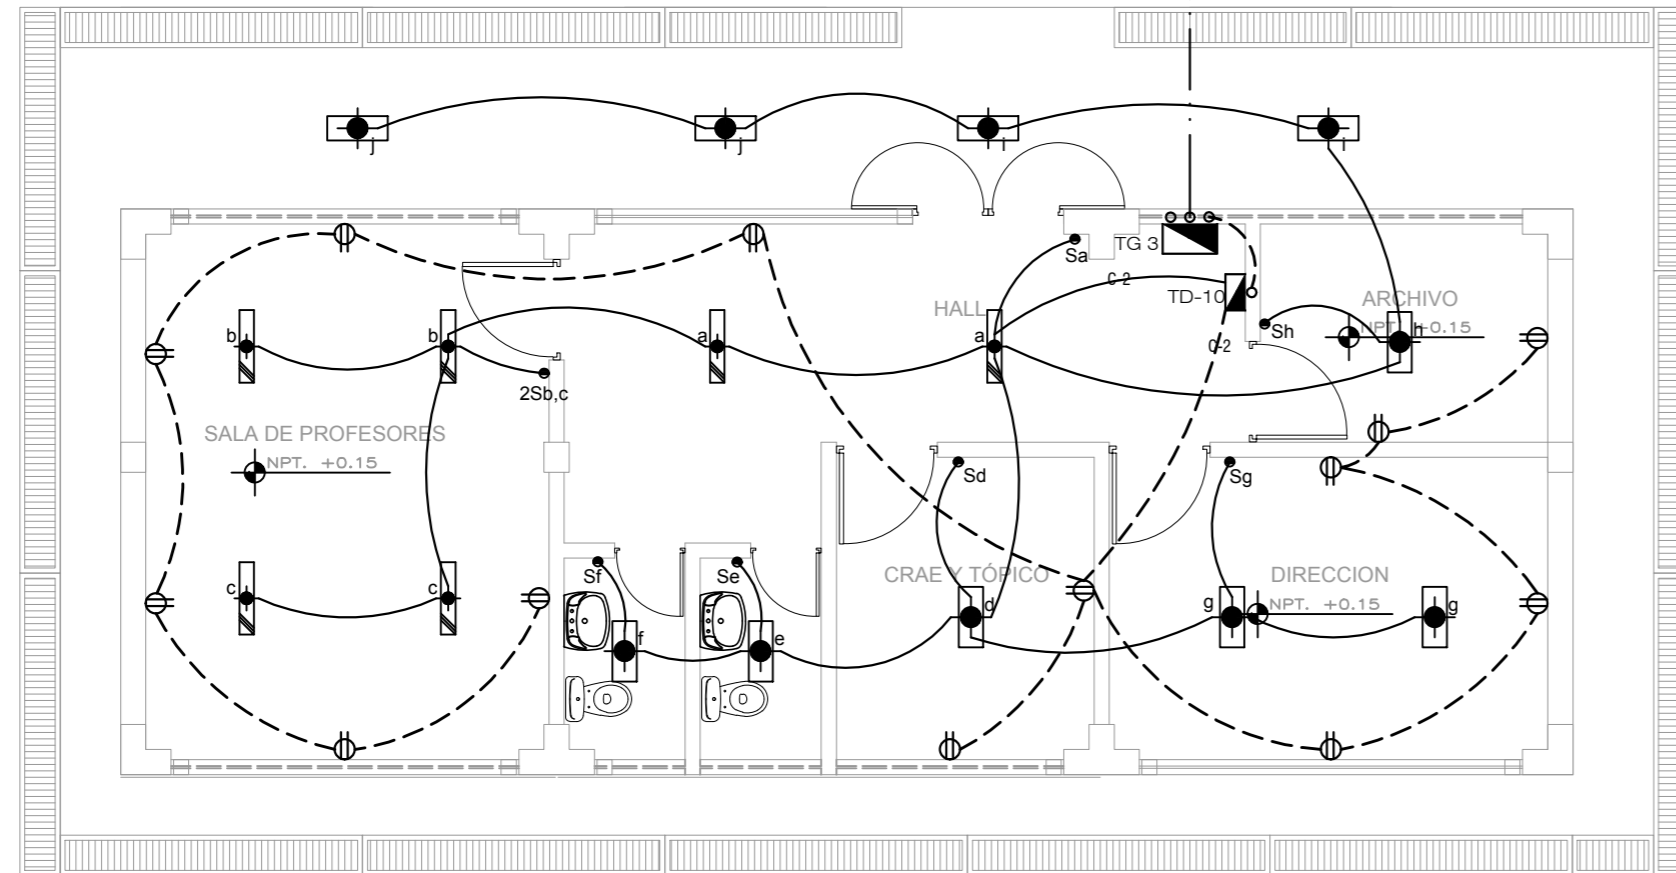 j
j
i
i
TG 3
Sa
C-2
TD-10
HALL
ARCHIVO
NPT. +0.15
Sh
h
b
b
a
a
C-2
2Sb,c
SALA DE PROFESORES
NPT. +0.15
Sd
Sg
Sf
Se
CRAE Y TÓPICO
DIRECCION
NPT. +0.15
c
c
d
g
g
f
e